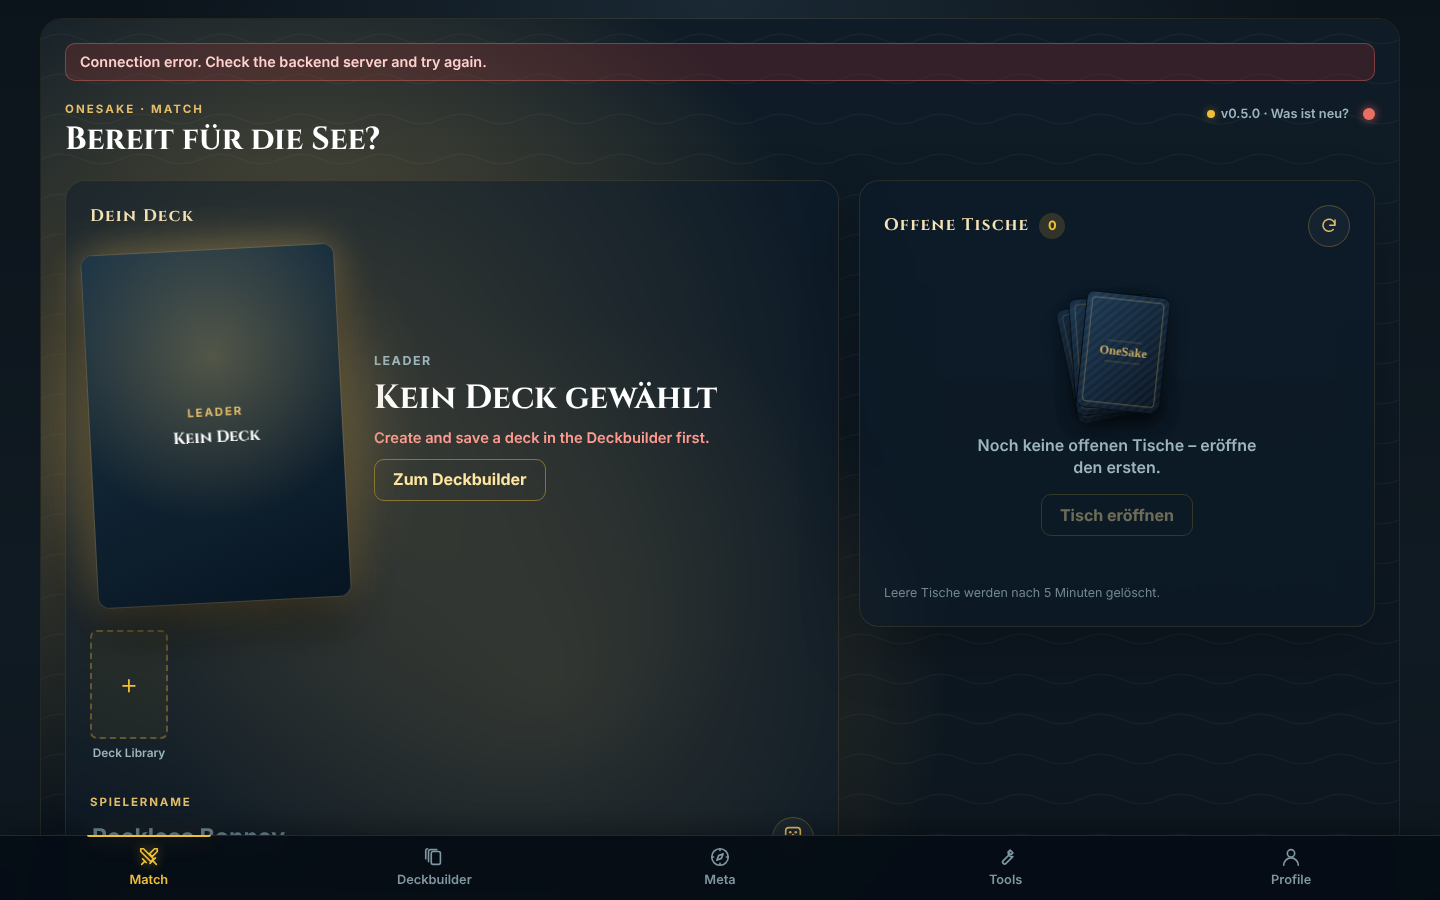 Connection error. Check the backend server and try again.
ONESAKE · MATCH
Bereit für die See?
v0.5.0 · Was ist neu?
Dein Deck
LEADER
Kein Deck
LEADER
Kein Deck gewählt
Create and save a deck in the Deckbuilder first.
Zum Deckbuilder
+
Deck Library
SPIELERNAME
Reckless Bonney
Offene Tische 0
OneSake
Noch keine offenen Tische – eröffne
den ersten.
Tisch eröffnen
Leere Tische werden nach 5 Minuten gelöscht.
Match
Deckbuilder
Meta
Tools
Profile